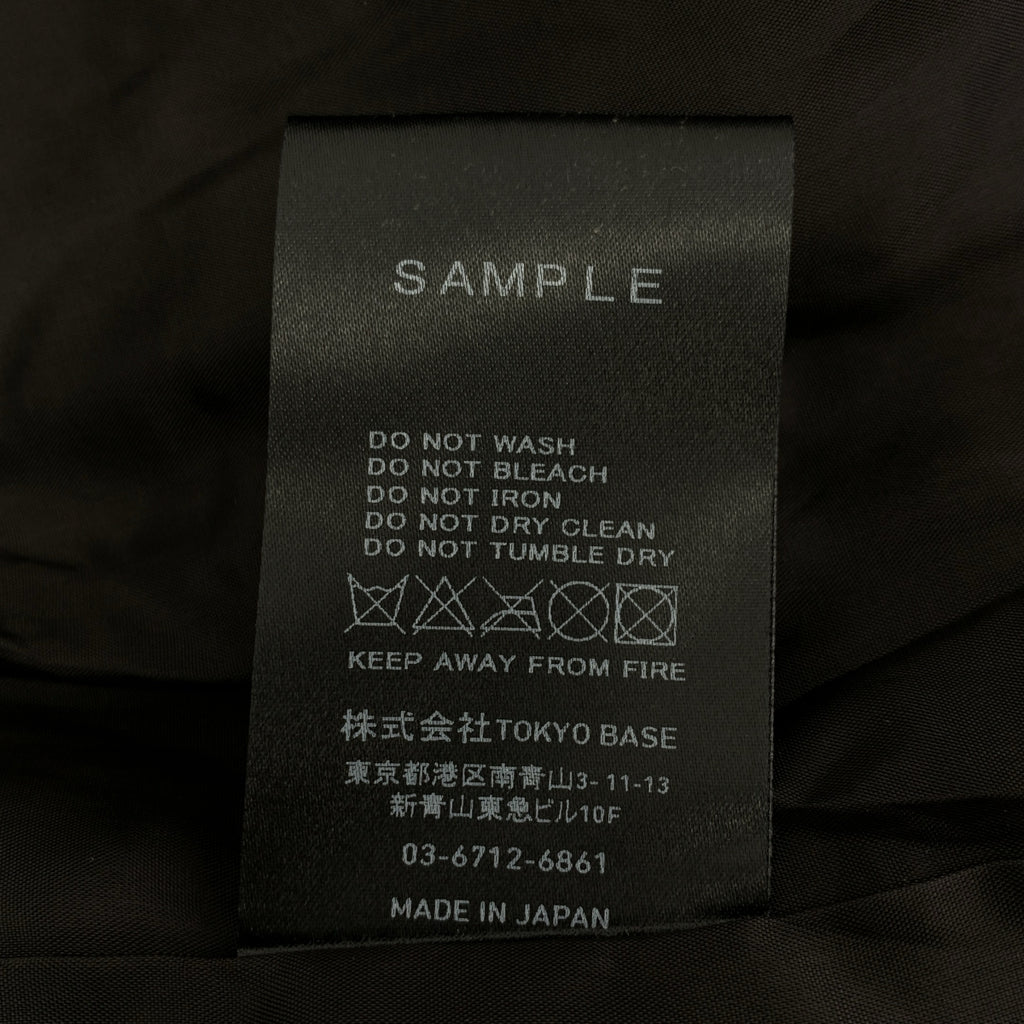 SAMPLE
DO NOT WASH
DO NOT BLEACH
DO NOT IRON
DO NOT DRY CLEAN
DO NOT TUMBLE DRY
KEEP AWAY FROM FIRE
株式会社TOKYO BASE
東京都港区南青山3-11-13
新青山東急ビル10F
03-6712-6861
MADE IN JAPAN